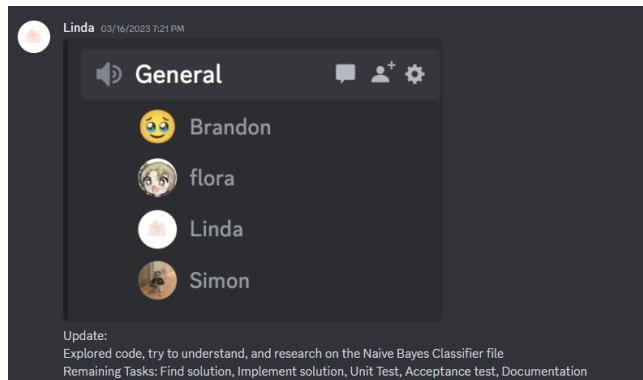 Linda 03/16/2023 7:21 PM
General
Brandon
flora
Linda
Simon
Update:
Explored code, try to understand, and research on the Naive Bayes Classifier file
Remaining Tasks: Find solution, Implement solution, Unit Test, Acceptance test, Documentation